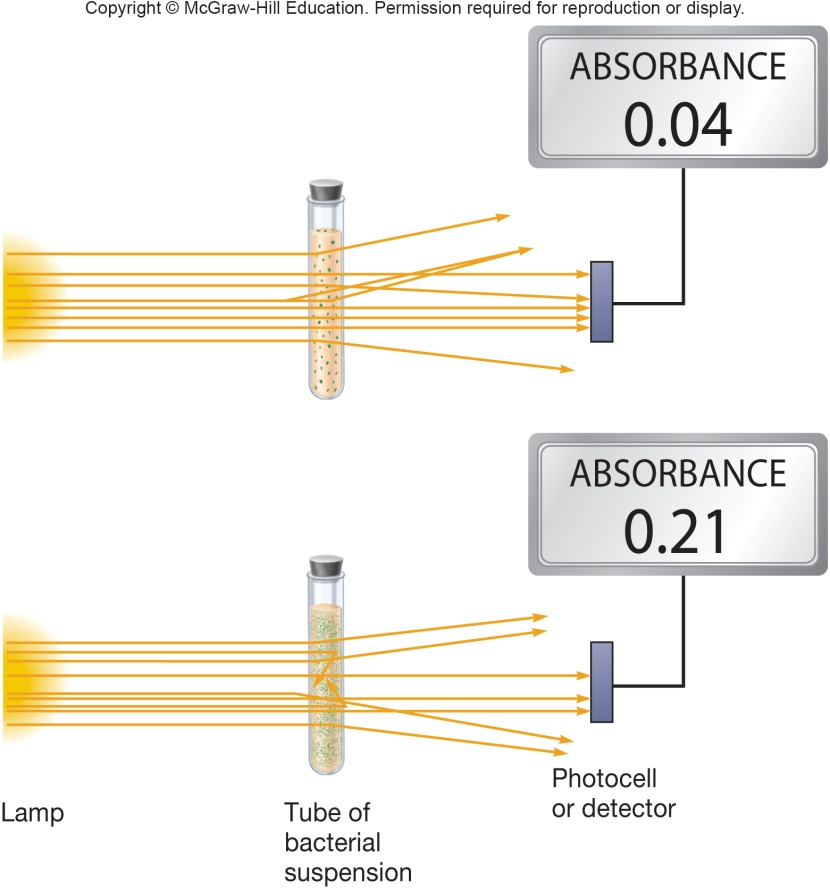 Copyright © McGraw-Hill Education. Permission required for reproduction or display.
ABSORBANCE
0.04
ABSORBANCE
0.21
Lamp
Tube of
bacterial
suspension
Photocell
or detector